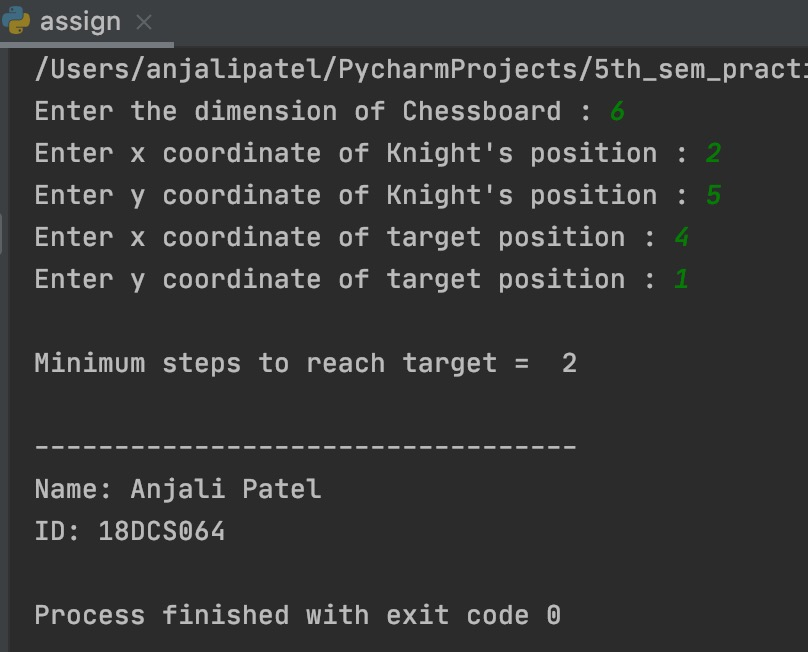 assign
/Users/anjalipatel/PycharmProjects/5th_sem_practi
Enter the dimension of Chessboard : 6
Enter x coordinate of Knight's position : 2
Enter y coordinate of Knight's position : 5
Enter x coordinate of target position : 4
Enter y coordinate of target position : 1
Minimum steps to reach target =  2
----------------------------------
Name: Anjali Patel
ID: 18DCS064
Process finished with exit code 0